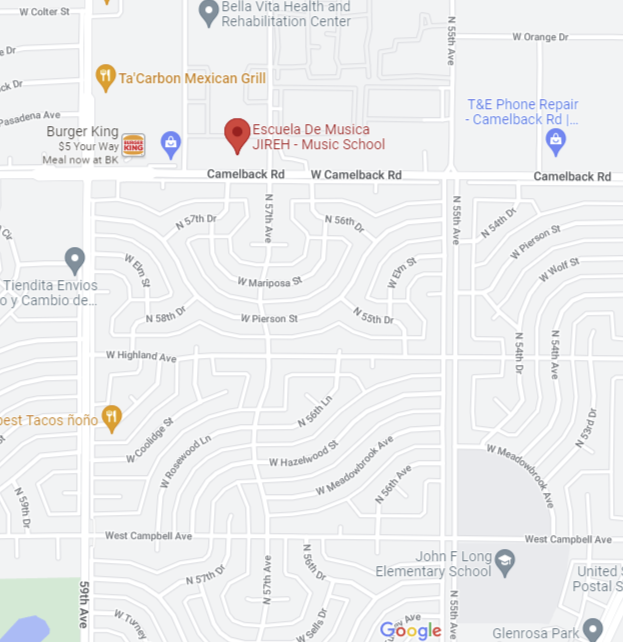 W Colter St
Bella Vita Health and
Rehabilitation Center
N 55th Ave
W Orange Dr
Ta'Carbon Mexican Grill
Pasadena Ave
T&E Phone Repair
- Camelback Rd |...
Burger King
$5 Your Way
Meal now at BK
BURGER
KING
Escuela De Musica
JIREH - Music School
Camelback Rd
W Camelback Rd
Camelback Rd
N 57th Dr
N 57th Ave
N 56th Dr
N 55th Ave
N 54th Dr
W Pierson St
W Elm St
W Elm St
W Wolf St
Tiendita Envios
o y Cambio de...
W Mariposa St
N 58th Dr
W Pierson St
N 55th Dr
N 54th Dr
N 54th Ave
W Highland Ave
best Tacos ñoño
W Coolidge St
N 56th Ln
N 53rd Dr
W Rosewood Ln
W Hazelwood St
W Meadowbrook Ave
W Meadowbrook Ave
N 56th Ave
N 59th Dr
West Campbell Ave
West Campbell Ave
John F Long
Elementary School
N 57th Dr
N 57th Ave
N 56th Dr
United S
Postal S
59th Ave
N 55th Ave
W Turney
W Sells Dr
Google
Glenrosa Park